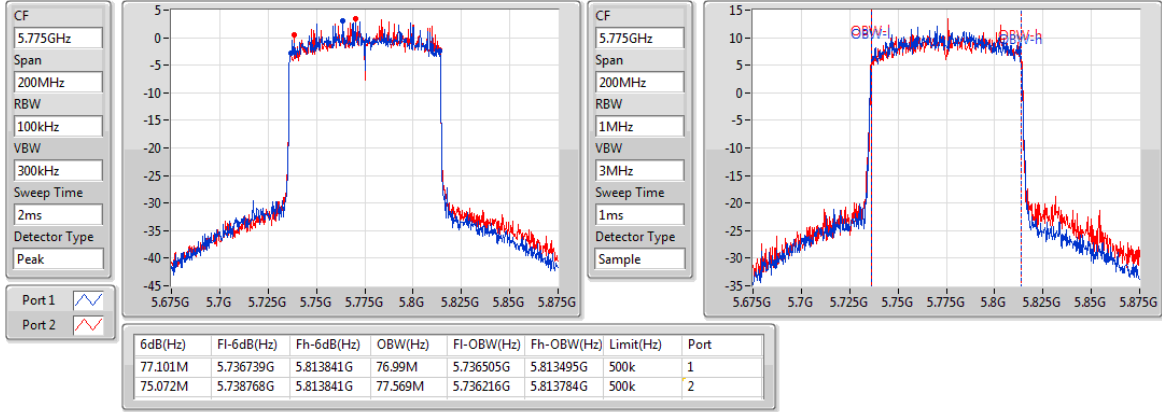 CF
5.775GHz
Span
200MHz
RBW
100kHz
VBW
300kHz
Sweep Time
2ms
Detector Type
Peak
Port 1
Port 2
5
0
-5
-10
-15
-20
-25
-30
-35
-40
-45
5.675G 5.7G 5.725G 5.75G 5.775G 5.8G 5.825G 5.85G 5.875G
CF
5.775GHz
Span
200MHz
RBW
1MHz
VBW
3MHz
Sweep Time
1ms
Detector Type
Sample
15
10
5
0
-5
-10
-15
-20
-25
-30
-35
OBW-l
OBW-h
5.675G 5.7G 5.725G 5.75G 5.775G 5.8G 5.825G 5.85G 5.875G
6dB(Hz) Fl-6dB(Hz) Fh-6dB(Hz) OBW(Hz) Fl-OBW(Hz) Fh-OBW(Hz) Limit(Hz) Port
77.101M 5.736739G 5.813841G 76.99M 5.736505G 5.813495G 500k 1
75.072M 5.738768G 5.813841G 77.569M 5.736216G 5.813784G 500k 2